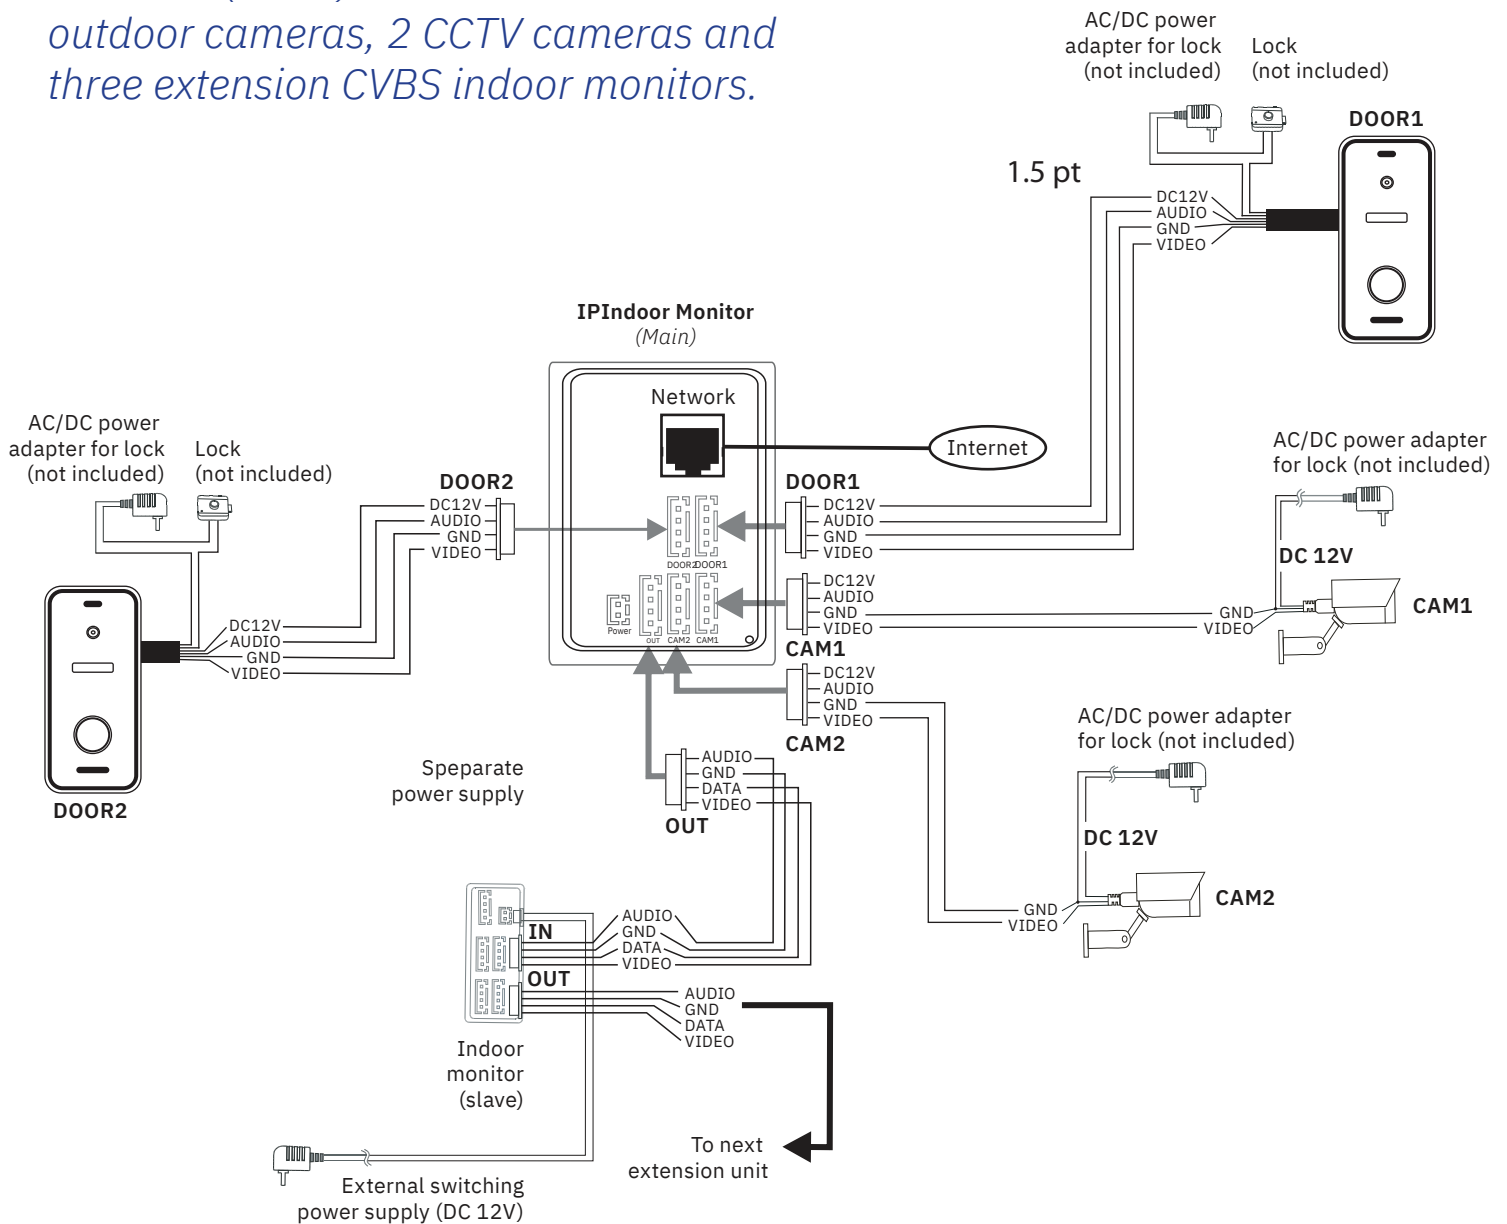 outdoor cameras, 2 CCTV cameras and
three extension CVBS indoor monitors.
AC/DC power
adapter for lock
(not included)
Lock
(not included)
DOOR1
1.5 pt
DC12V
AUDIO
GND
VIDEO
IPIndoor Monitor
(Main)
Network
Internet
AC/DC power
adapter for lock
(not included)
Lock
(not included)
DOOR2
DC12V
AUDIO
GND
VIDEO
DOOR1
DC12V
AUDIO
GND
VIDEO
DOOR2
DOOR1
Power
OUT
CAM2
CAM1
DC12V
AUDIO
GND
VIDEO
CAM1
GND
VIDEO
AC/DC power adapter
for lock (not included)
DC 12V
CAM1
DC12V
AUDIO
GND
VIDEO
DOOR2
DC12V
AUDIO
GND
VIDEO
CAM2
AC/DC power adapter
for lock (not included)
DC 12V
CAM2
GND
VIDEO
Speparate
power supply
AUDIO
GND
DATA
VIDEO
OUT
IN
AUDIO
GND
DATA
VIDEO
OUT
AUDIO
GND
DATA
VIDEO
Indoor
monitor
(slave)
To next
extension unit
External switching
power supply (DC 12V)